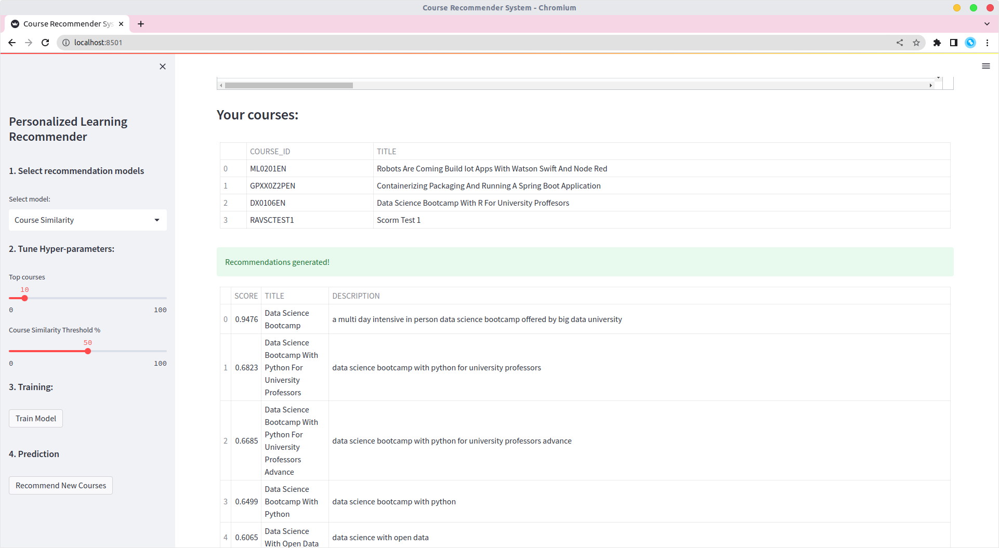 Course Recommender System - Chromium
Course Recommender Sys
localhost:8501
Personalized Learning
Recommender
1. Select recommendation models
Select model:
Course Similarity
2. Tune Hyper-parameters:
Top courses
10
0 100
Course Similarity Threshold %
50
0 100
3. Training:
Train Model
4. Prediction
Recommend New Courses
Your courses:
COURSE_ID TITLE
0 ML0201EN Robots Are Coming Build Iot Apps With Watson Swift And Node Red
1 GPXX0Z2PEN Containerizing Packaging And Running A Spring Boot Application
2 DX0106EN Data Science Bootcamp With R For University Proffesors
3 RAVSCTEST1 Scorm Test 1
Recommendations generated!
SCORE TITLE DESCRIPTION
0 0.9476 Data Science
Bootcamp a multi day intensive in person data science bootcamp offered by big data university
1 0.6823 Data Science
Bootcamp With
Python For
University
Professors data science bootcamp with python for university professors
2 0.6685 Data Science
Bootcamp With
Python For
University
Professors
Advance data science bootcamp with python for university professors advance
3 0.6499 Data Science
Bootcamp With
Python data science bootcamp with python
4 0.6065 Data Science
With Open Data data science with open data